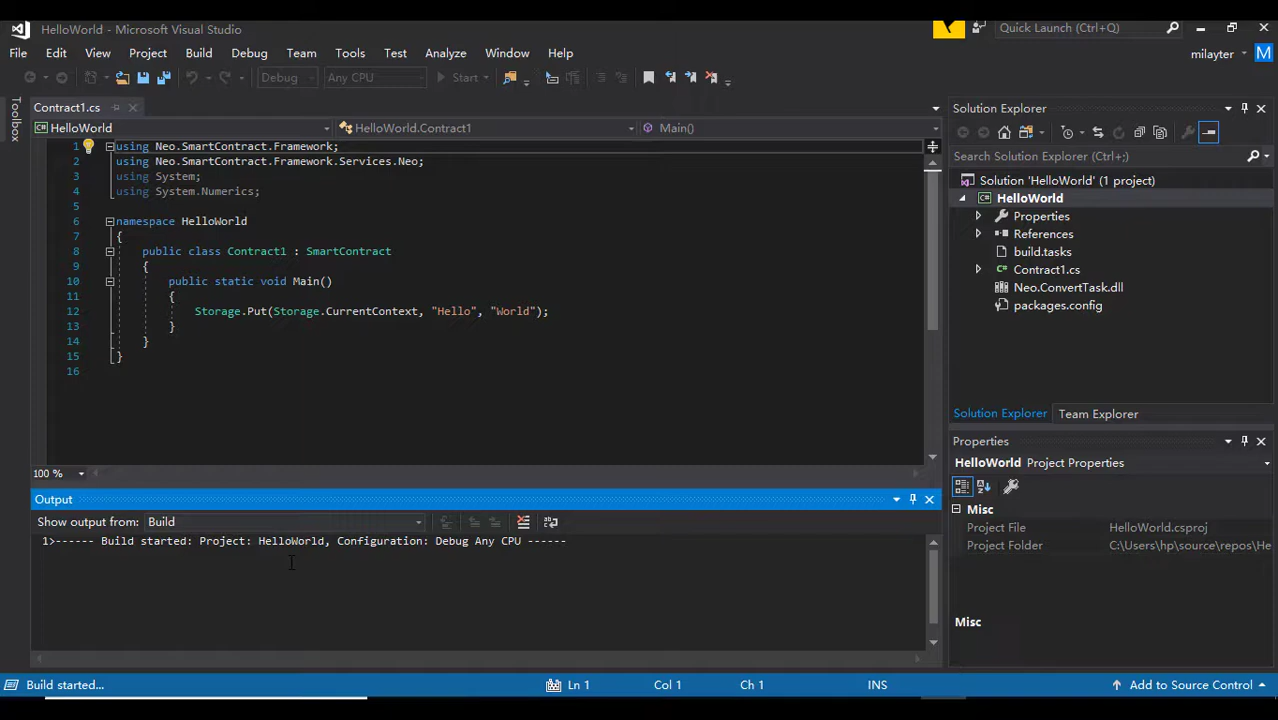 HelloWorld - Microsoft Visual Studio
Quick Launch (Ctrl+Q)
File Edit View Project Build Debug Team Tools Test Analyze Window Help
milayter M
Debug Any CPU Start
Toolbox
Contract1.cs
HelloWorld HelloWorld.Contract1 Main()
1 using Neo.SmartContract.Framework;
2 using Neo.SmartContract.Framework.Services.Neo;
3 using System;
4 using System.Numerics;
5
6 namespace HelloWorld
7 {
8 public class Contract1 : SmartContract
9 {
10 public static void Main()
11 {
12 Storage.Put(Storage.CurrentContext, "Hello", "World");
13 }
14 }
15 }
16
100 %
Output
Show output from: Build
1>------ Build started: Project: HelloWorld, Configuration: Debug Any CPU ------
Solution Explorer
Search Solution Explorer (Ctrl+;)
Solution 'HelloWorld' (1 project)
HelloWorld
Properties
References
build.tasks
Contract1.cs
Neo.ConvertTask.dll
packages.config
Solution Explorer Team Explorer
Properties
HelloWorld Project Properties
Misc
Project File HelloWorld.csproj
Project Folder C:\Users\hp\source\repos\He
Misc
Build started... Ln 1 Col 1 Ch 1 INS Add to Source Control